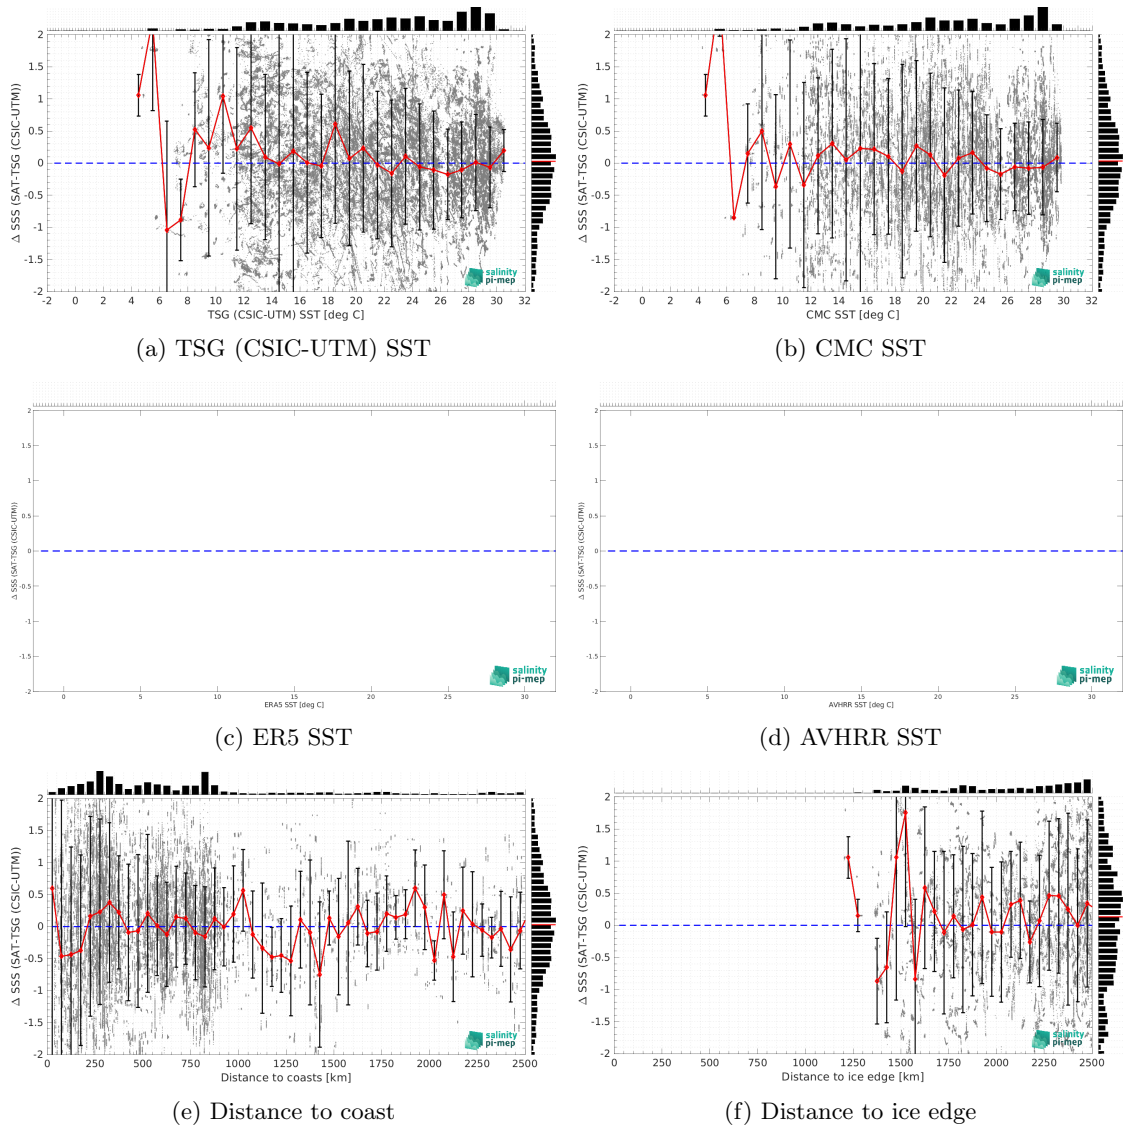 2
1.5
1
0.5
0
-0.5
-1
-1.5
-2
Δ SSS (SAT-TSG (CSIC-UTM))
-2 0 2 4 6 8 10 12 14 16 18 20 22 24 26 28 30 32
TSG (CSIC-UTM) SST [deg C]
salinity
pi-mep
(a) TSG (CSIC-UTM) SST
2
1.5
1
0.5
0
-0.5
-1
-1.5
-2
Δ SSS (SAT-TSG (CSIC-UTM))
-2 0 2 4 6 8 10 12 14 16 18 20 22 24 26 28 30 32
CMC SST [deg C]
salinity
pi-mep
(b) CMC SST
2
1.5
1
0.5
0
-0.5
-1
-1.5
-2
Δ SSS (SAT-TSG (CSIC-UTM))
0 5 10 15 20 25 30
ERA5 SST [deg C]
salinity
pi-mep
(c) ER5 SST
2
1.5
1
0.5
0
-0.5
-1
-1.5
-2
Δ SSS (SAT-TSG (CSIC-UTM))
0 5 10 15 20 25 30
AVHRR SST [deg C]
salinity
pi-mep
(d) AVHRR SST
2
1.5
1
0.5
0
-0.5
-1
-1.5
-2
Δ SSS (SAT-TSG (CSIC-UTM))
0 500 1000 1500 2000 2500
Distance to coasts [km]
salinity
pi-mep
(e) Distance to coast
2
1.5
1
0.5
0
-0.5
-1
-1.5
-2
Δ SSS (SAT-TSG (CSIC-UTM))
0 500 1000 1500 2000 2500
Distance to ice edge [km]
salinity
pi-mep
(f) Distance to ice edge